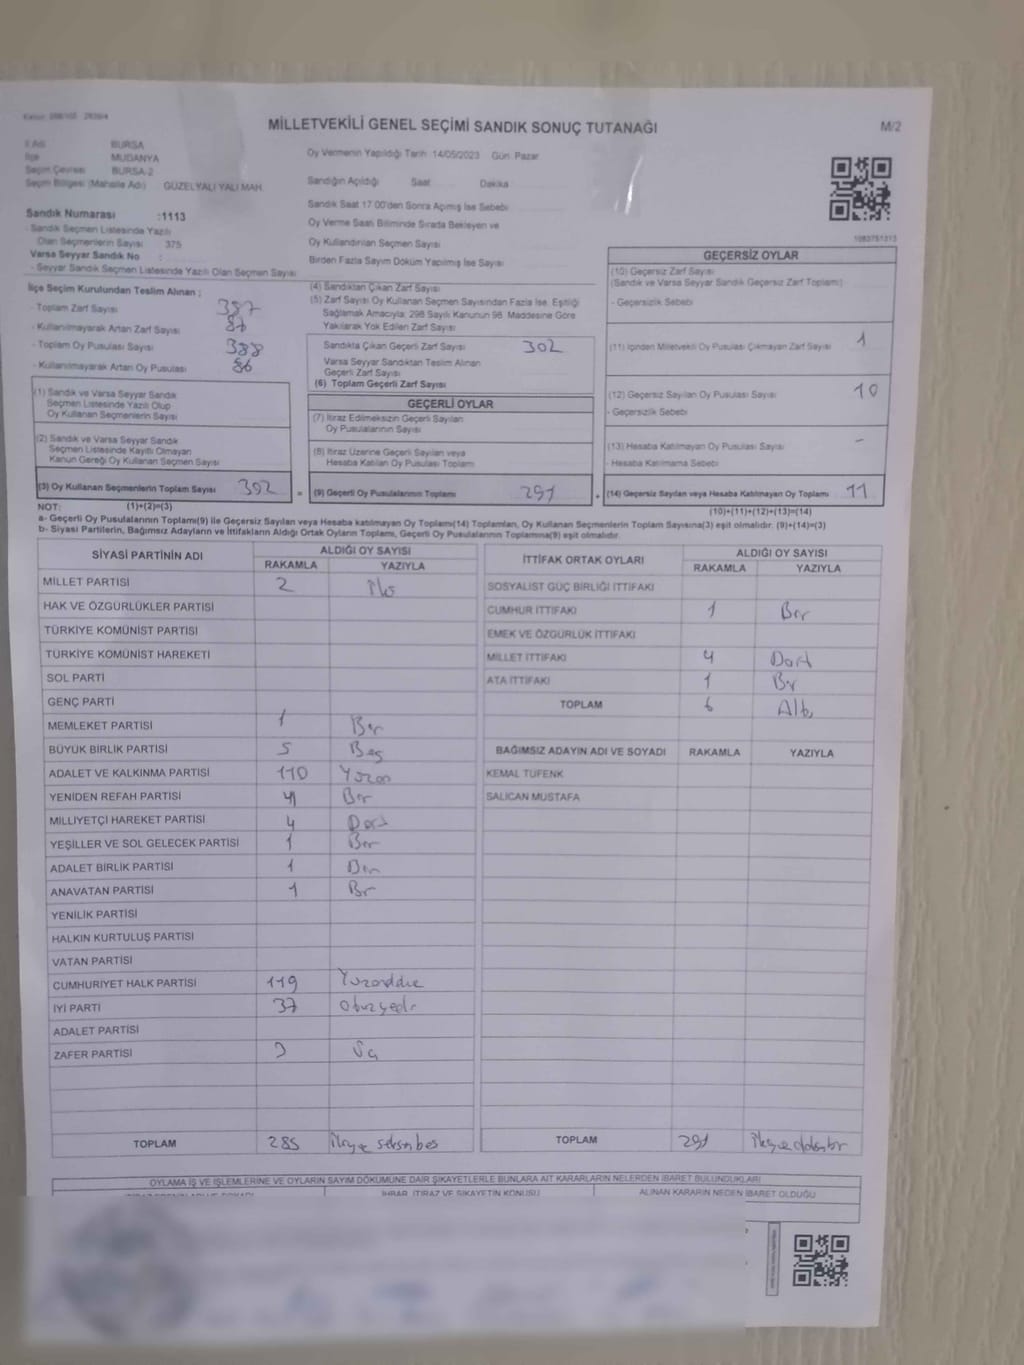 MİLLETVEKİLİ GENEL SEÇİMİ SANDIK SONUÇ TUTANAĞI
M/2
BURSA
İlçe MUDANYA
Seçim Çevresi BURSA-2
Seçim Bölgesi (Mahalle Adı) GÜZELYALI YALI MAH.
Sandık Numarası :1113
- Sandık Seçmen Listesinde Yazılı
Olan Seçmenlerin Sayısı 375
Varsa Seyyar Sandık No :
- Seyyar Sandık Seçmen Listesinde Yazılı Olan Seçmen Sayısı
Oy Vermenin Yapıldığı Tarih :14/05/2023 Gün: Pazar
Sandığın Açıldığı Saat Dakika
Sandık Saat 17.00'den Sonra Açılmış İse Sebebi
Oy Verme Saati Bitiminde Sırada Bekleyen ve
Oy Kullandırılan Seçmen Sayısı
Birden Fazla Sayım Döküm Yapılmış İse Sayısı
İlçe Seçim Kurulundan Teslim Alınan ;
- Toplam Zarf Sayısı 387
- Kullanılmayarak Artan Zarf Sayısı
- Toplam Oy Pusulası Sayısı 388
- Kullanılmayarak Artan Oy Pusulası 86
(1) Sandık ve Varsa Seyyar Sandık
Seçmen Listesinde Yazılı Olup
Oy Kullanan Seçmenlerin Sayısı
(2) Sandık ve Varsa Seyyar Sandık
Seçmen Listesinde Kayıtlı Olmayan
Kanun Gereği Oy Kullanan Seçmen Sayısı
(3) Oy Kullanan Seçmenlerin Toplam Sayısı 302
(1)+(2)=(3)
(4) Sandıktan Çıkan Zarf Sayısı
(5) Zarf Sayısı Oy Kullanan Seçmen Sayısından Fazla İse, Eşitliği
Sağlamak Amacıyla; 298 Sayılı Kanunun 98. Maddesine Göre
Yakılarak Yok Edilen Zarf Sayısı
Sandıkta Çıkan Geçerli Zarf Sayısı 302
Varsa Seyyar Sandıktan Teslim Alınan
Geçerli Zarf Sayısı
(6) Toplam Geçerli Zarf Sayısı
GEÇERLİ OYLAR
(7) İtiraz Edilmeksizin Geçerli Sayılan
Oy Pusulalarının Sayısı
(8) İtiraz Üzerine Geçerli Sayılan veya
Hesaba Katılan Oy Pusulası Toplamı
= (9) Geçerli Oy Pusulalarının Toplamı 291
GEÇERSİZ OYLAR
(10) Geçersiz Zarf Sayısı
(Sandık ve Varsa Seyyar Sandık Geçersiz Zarf Toplamı)
- Geçersizlik Sebebi
(11) İçinden Milletvekili Oy Pusulası Çıkmayan Zarf Sayısı 1
(12) Geçersiz Sayılan Oy Pusulası Sayısı 10
- Geçersizlik Sebebi
(13) Hesaba Katılmayan Oy Pusulası Sayısı -
- Hesaba Katılmama Sebebi
+ (14) Geçersiz Sayılan veya Hesaba Katılmayan Oy Toplamı 11
(10)+(11)+(12)+(13)=(14)
NOT:
a- Geçerli Oy Pusulalarının Toplamı(9) ile Geçersiz Sayılan veya Hesaba katılmayan Oy Toplamı(14) Toplamları, Oy Kullanan Seçmenlerin Toplam Sayısına(3) eşit olmalıdır. (9)+(14)=(3)
b- Siyasi Partilerin, Bağımsız Adayların ve İttifakların Aldığı Ortak Oyların Toplamı, Geçerli Oy Pusulalarının Toplamına(9) eşit olmalıdır.
SİYASİ PARTİNİN ADI ALDIĞI OY SAYISI
RAKAMLA YAZIYLA
MİLLET PARTİSİ 2
HAK VE ÖZGÜRLÜKLER PARTİSİ
TÜRKİYE KOMÜNİST PARTİSİ
TÜRKİYE KOMÜNİST HAREKETİ
SOL PARTİ
GENÇ PARTİ
MEMLEKET PARTİSİ 1 Bir
BÜYÜK BİRLİK PARTİSİ 5 Beş
ADALET VE KALKINMA PARTİSİ 110 Yüzon
YENİDEN REFAH PARTİSİ Bir
MİLLİYETÇİ HAREKET PARTİSİ 4 Dört
YEŞİLLER VE SOL GELECEK PARTİSİ 1 Bir
ADALET BİRLİK PARTİSİ 1 Bir
ANAVATAN PARTİSİ 1 Bir
YENİLİK PARTİSİ
HALKIN KURTULUŞ PARTİSİ
VATAN PARTİSİ
CUMHURİYET HALK PARTİSİ 119
İYİ PARTİ 37 Otuzyedi
ADALET PARTİSİ
ZAFER PARTİSİ 3 Üç
TOPLAM 285
İTTİFAK ORTAK OYLARI ALDIĞI OY SAYISI
RAKAMLA YAZIYLA
SOSYALİST GÜÇ BİRLİĞİ İTTİFAKI
CUMHUR İTTİFAKI 1 Bir
EMEK VE ÖZGÜRLÜK İTTİFAKI
MİLLET İTTİFAKI 4 Dört
ATA İTTİFAKI 1 Bir
TOPLAM 6 Altı
BAĞIMSIZ ADAYIN ADI VE SOYADI RAKAMLA YAZIYLA
KEMAL TÜFENK
SALİCAN MUSTAFA
TOPLAM 291
OYLAMA İŞ VE İŞLEMLERİNE VE OYLARIN SAYIM DÖKÜMÜNE DAİR ŞİKAYETLERLE BUNLARA AİT KARARLARIN NELERDEN İBARET BULUNDUKLARI
İHBAR, İTİRAZ VE ŞİKAYETİN KONUSU ALINAN KARARIN NEDEN İBARET OLDUĞU